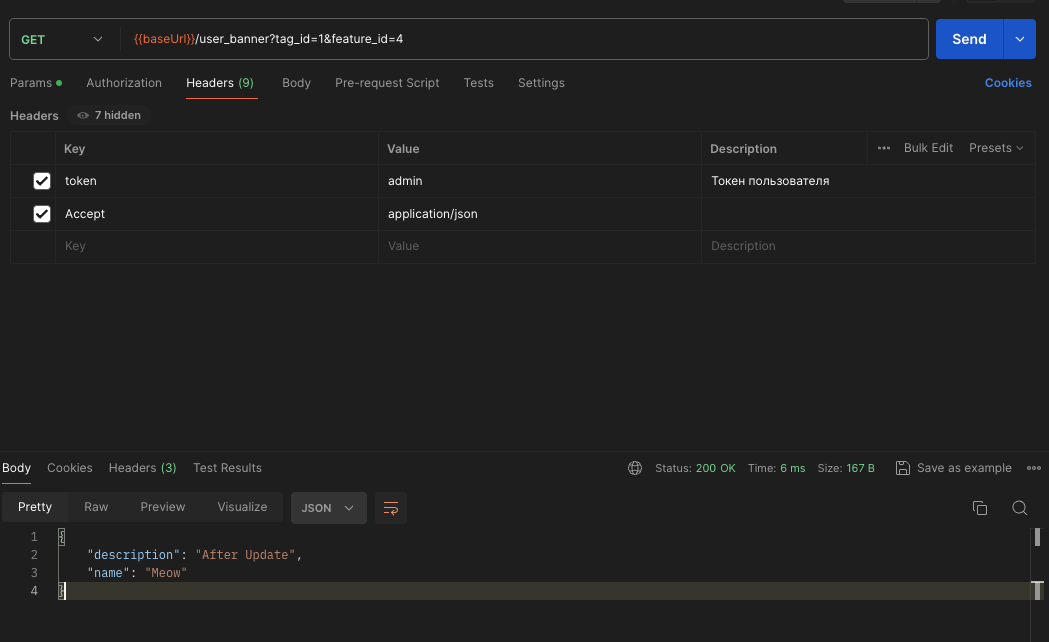 GET {{baseUrl}}/user_banner?tag_id=1&feature_id=4 Send
Params Authorization Headers (9) Body Pre-request Script Tests Settings Cookies
Headers 7 hidden
Key Value Description ••• Bulk Edit Presets
token admin Токен пользователя
Accept application/json
Key Value Description
Body Cookies Headers (3) Test Results Status: 200 OK Time: 6 ms Size: 167 B Save as example •••
Pretty Raw Preview Visualize JSON
1 {
2 "description": "After Update",
3 "name": "Meow"
4 }